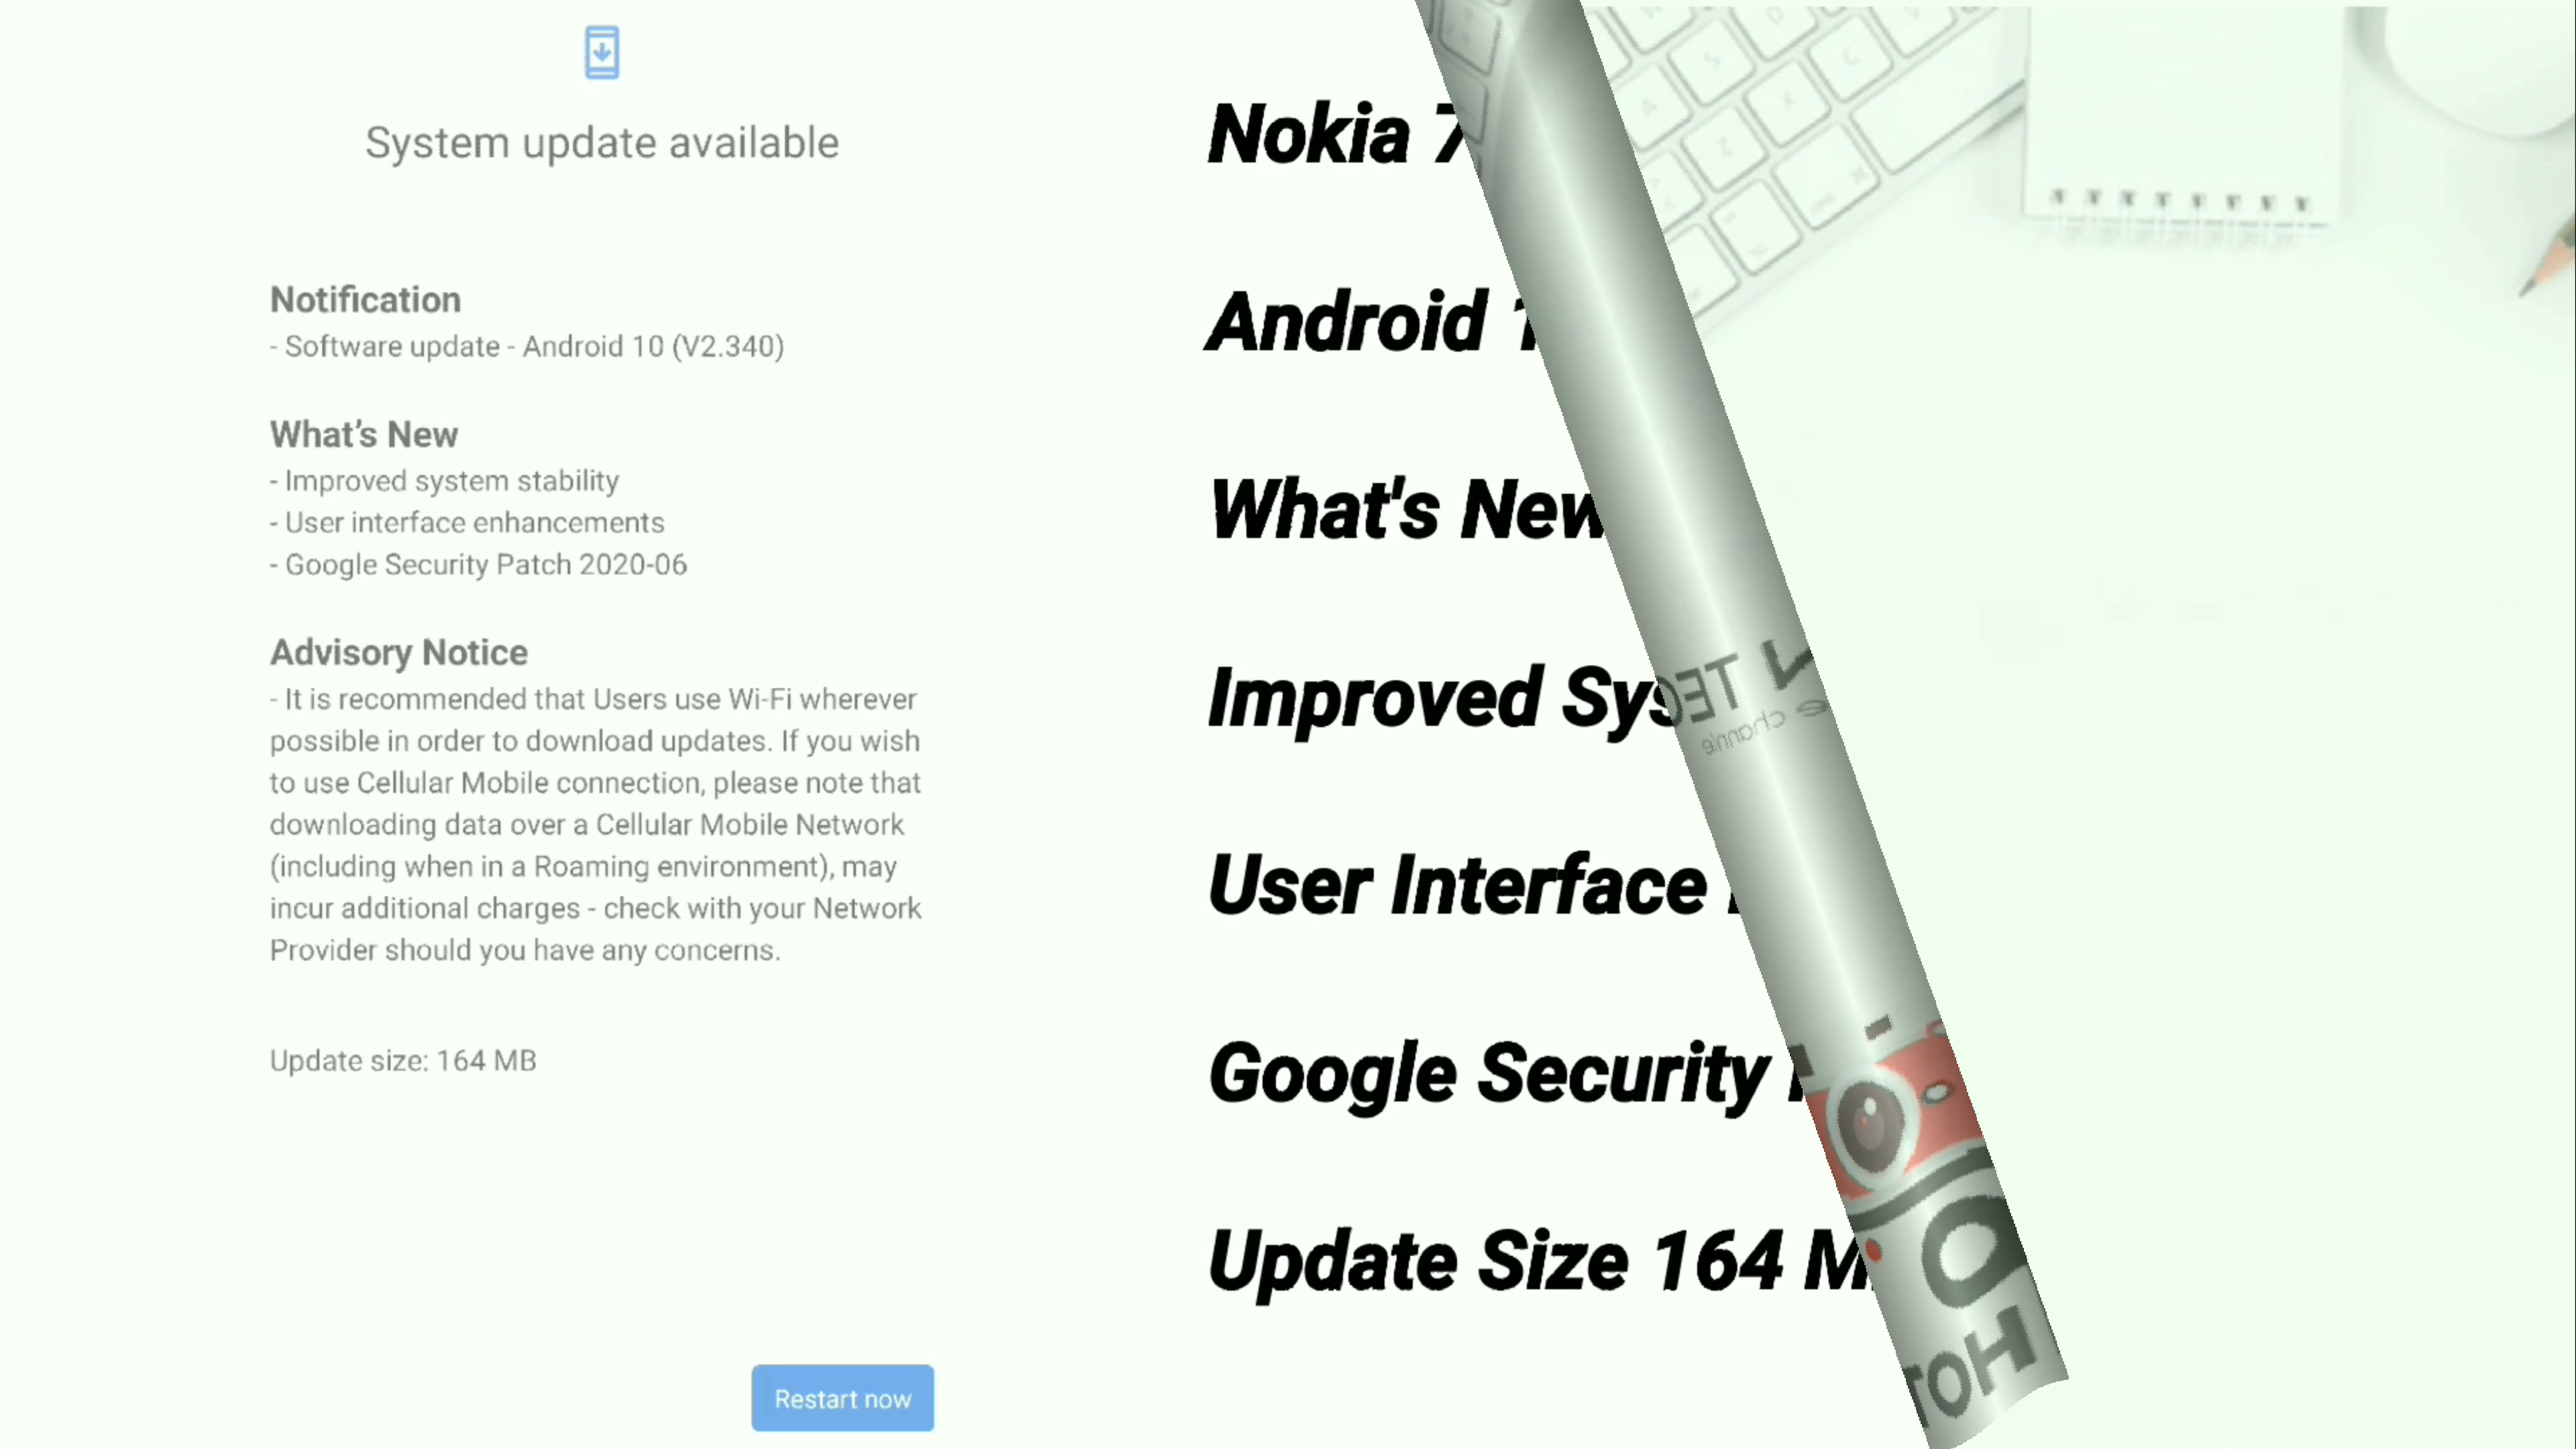 System update available
Notification
- Software update - Android 10 (V2.340)
What's New
- Improved system stability
- User interface enhancements
- Google Security Patch 2020-06
Advisory Notice
- It is recommended that Users use Wi-Fi wherever
possible in order to download updates. If you wish
to use Cellular Mobile connection, please note that
downloading data over a Cellular Mobile Network
(including when in a Roaming environment), may
incur additional charges - check with your Network
Provider should you have any concerns.
Update size: 164 MB
Restart now
Nokia 7
Android
What's New
Improved
User Interface
Google Security
Update Size 164